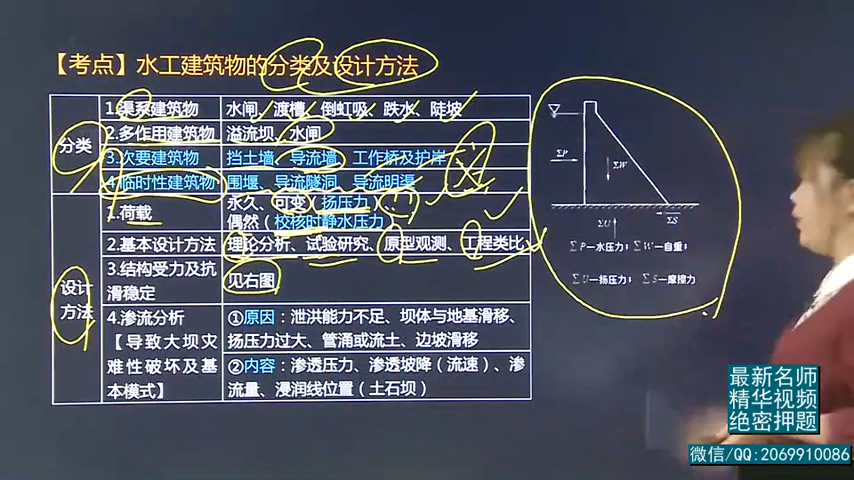 【考点】水工建筑物的分类及设计方法
分类
1.渠系建筑物
水闸、渡槽、倒虹吸、跌水、陡坡
2.多作用建筑物
溢流坝、水闸
3.次要建筑物
挡土墙、导流墙、工作桥及护岸
4.临时性建筑物
围堰、导流隧洞、导流明渠
设计
方法
1.荷载
永久、可变（扬压力）、
偶然（校核时静水压力）
2.基本设计方法
理论分析、试验研究、原型观测、工程类比
3.结构受力及抗
滑稳定
见右图
4.渗流分析
【导致大坝灾
难性破坏及基
本模式】
①原因：泄洪能力不足、坝体与地基滑移、
扬压力过大、管涌或流土、边坡滑移
②内容：渗透压力、渗透坡降（流速）、渗
流量、浸润线位置（土石坝）
ΣP
ΣW
ΣU
ΣS
ΣP—水压力；ΣW—自重；
ΣU—扬压力；ΣS—摩擦力
最新名师
精华视频
绝密押题
微信/QQ:2069910086